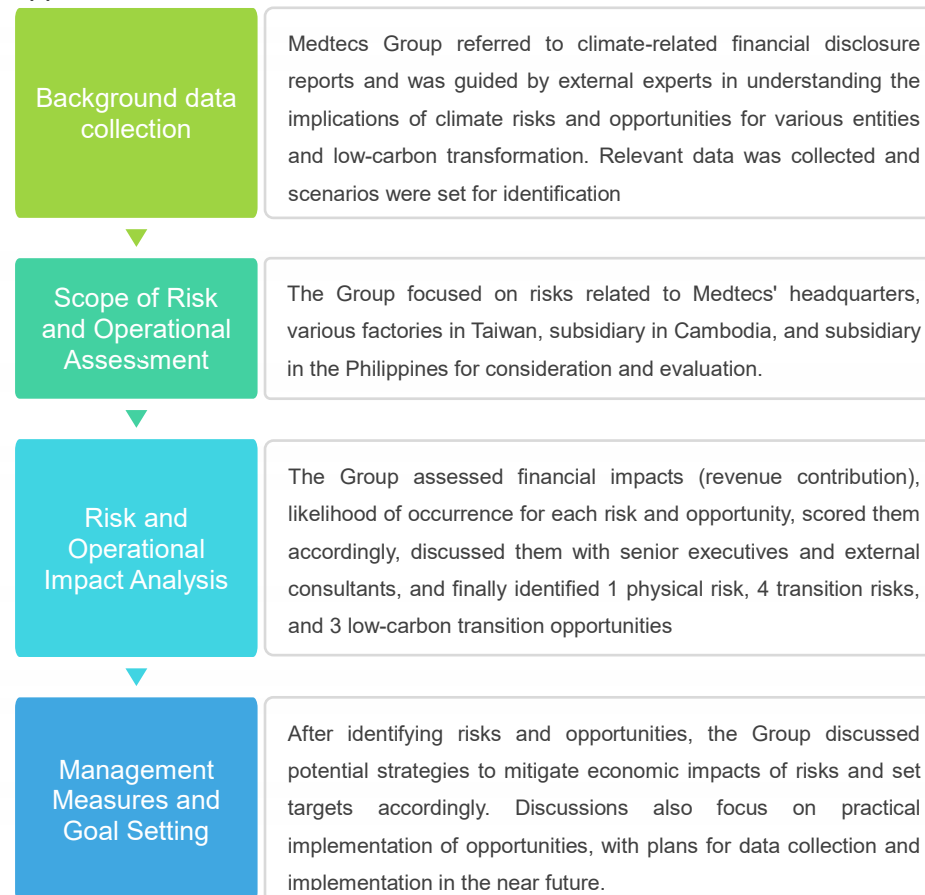 Background data
collection
Medtecs Group referred to climate-related financial disclosure
reports and was guided by external experts in understanding the
implications of climate risks and opportunities for various entities
and low-carbon transformation. Relevant data was collected and
scenarios were set for identification
Scope of Risk
and Operational
Assessment
The Group focused on risks related to Medtecs' headquarters,
various factories in Taiwan, subsidiary in Cambodia, and subsidiary
in the Philippines for consideration and evaluation.
Risk and
Operational
Impact Analysis
The Group assessed financial impacts (revenue contribution),
likelihood of occurrence for each risk and opportunity, scored them
accordingly, discussed them with senior executives and external
consultants, and finally identified 1 physical risk, 4 transition risks,
and 3 low-carbon transition opportunities
Management
Measures and
Goal Setting
After identifying risks and opportunities, the Group discussed
potential strategies to mitigate economic impacts of risks and set
targets accordingly. Discussions also focus on practical
implementation of opportunities, with plans for data collection and
implementation in the near future.